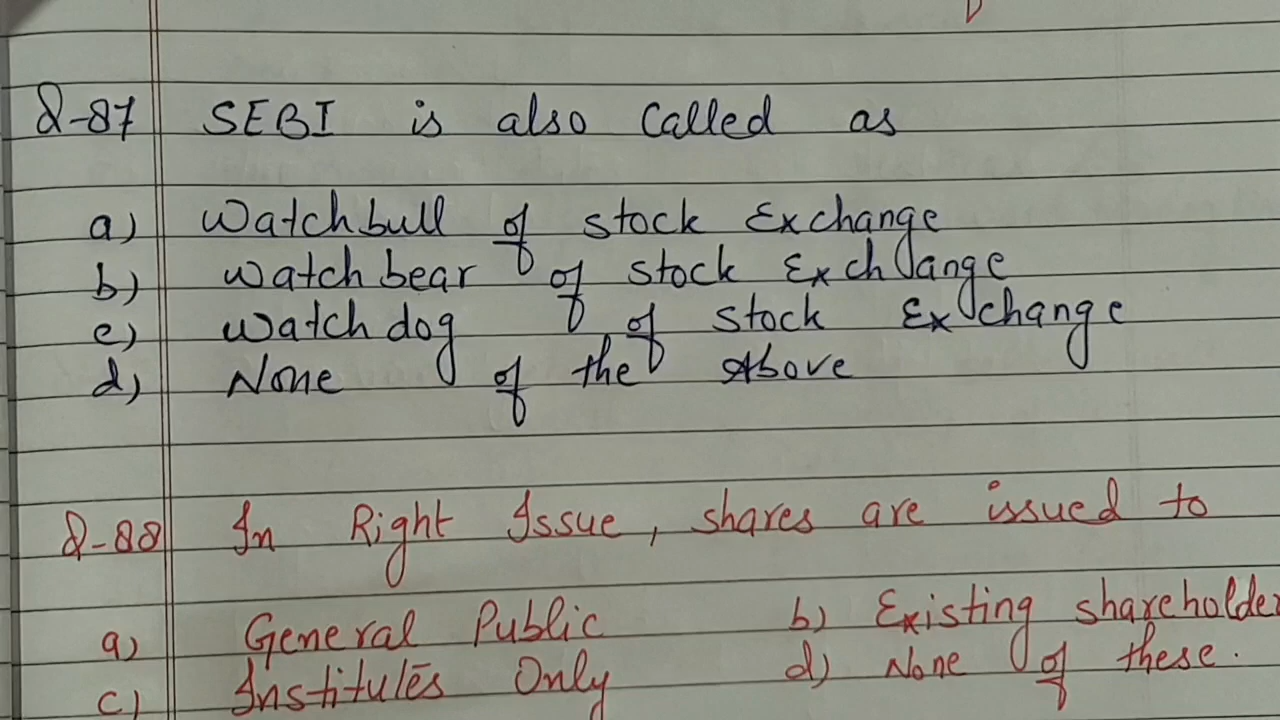 Q-87 SEBI is also called as
a) Watchbull of stock Exchange
b) Watchbear of stock Exchange
c) Watchdog of stock Exchange
d) None of the Above
Q-88 In Right Issue, shares are issued to
a) General Public b) Existing shareholder
c) Institutes Only d) None of these.